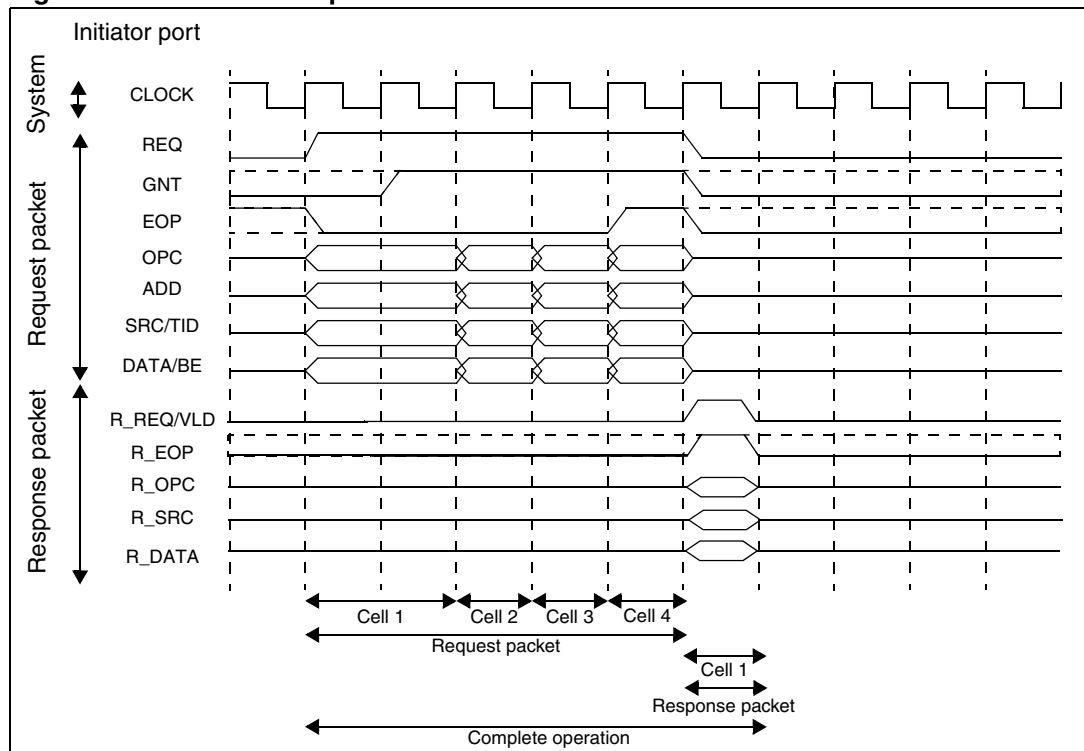 Initiator port
System
CLOCK
Request packet
REQ
GNT
EOP
OPC
ADD
SRC/TID
DATA/BE
Response packet
R_REQ/VLD
R_EOP
R_OPC
R_SRC
R_DATA
Cell 1 Cell 2 Cell 3 Cell 4
Request packet
Cell 1
Response packet
Complete operation